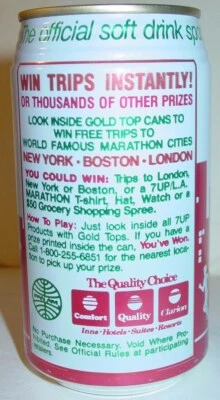 The official soft drink spo
WIN TRIPS INSTANTLY!
OR THOUSANDS OF OTHER PRIZES
LOOK INSIDE GOLD TOP CANS TO
WIN FREE TRIPS TO
WORLD FAMOUS MARATHON CITIES
NEW YORK • BOSTON • LONDON
YOU COULD WIN: Trips to London,
New York or Boston, or a 7UP/L.A.
MARATHON T-shirt, Hat, Watch or a
$50 Grocery Shopping Spree.
How To Play: Just look inside all 7UP
Products with Gold Tops. If you have a
prize printed inside the can, You've Won.
Call 1-800-255-6851 for the nearest loca-
tion to pick up your prize.
The Quality Choice
Comfort
Quality
Clarion
Inns • Hotels • Suites • Resorts
No Purchase Necessary. Void Where Pro-
hibited. See Official Rules at participating